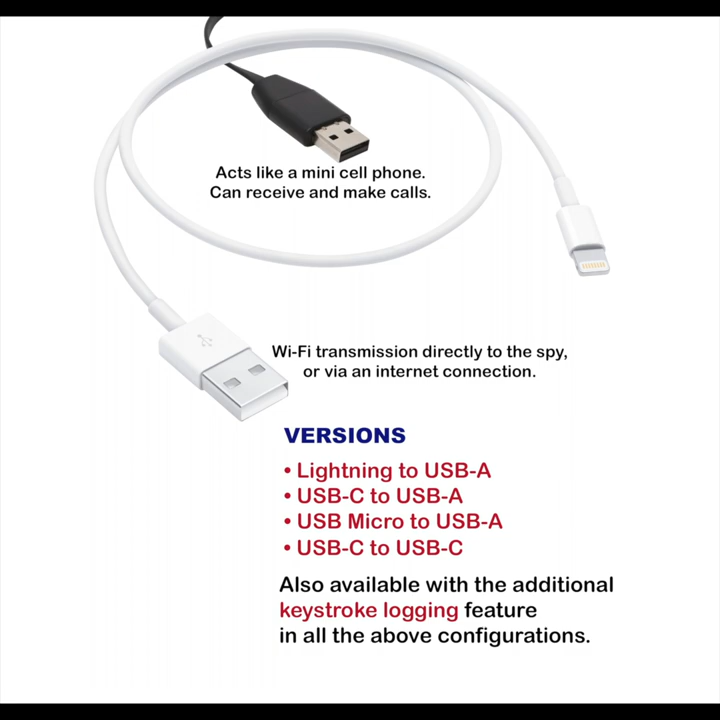 Acts like a mini cell phone.
Can receive and make calls.
Wi-Fi transmission directly to the spy,
or via an internet connection.
VERSIONS
• Lightning to USB-A
• USB-C to USB-A
• USB Micro to USB-A
• USB-C to USB-C
Also available with the additional
keystroke logging feature
in all the above configurations.